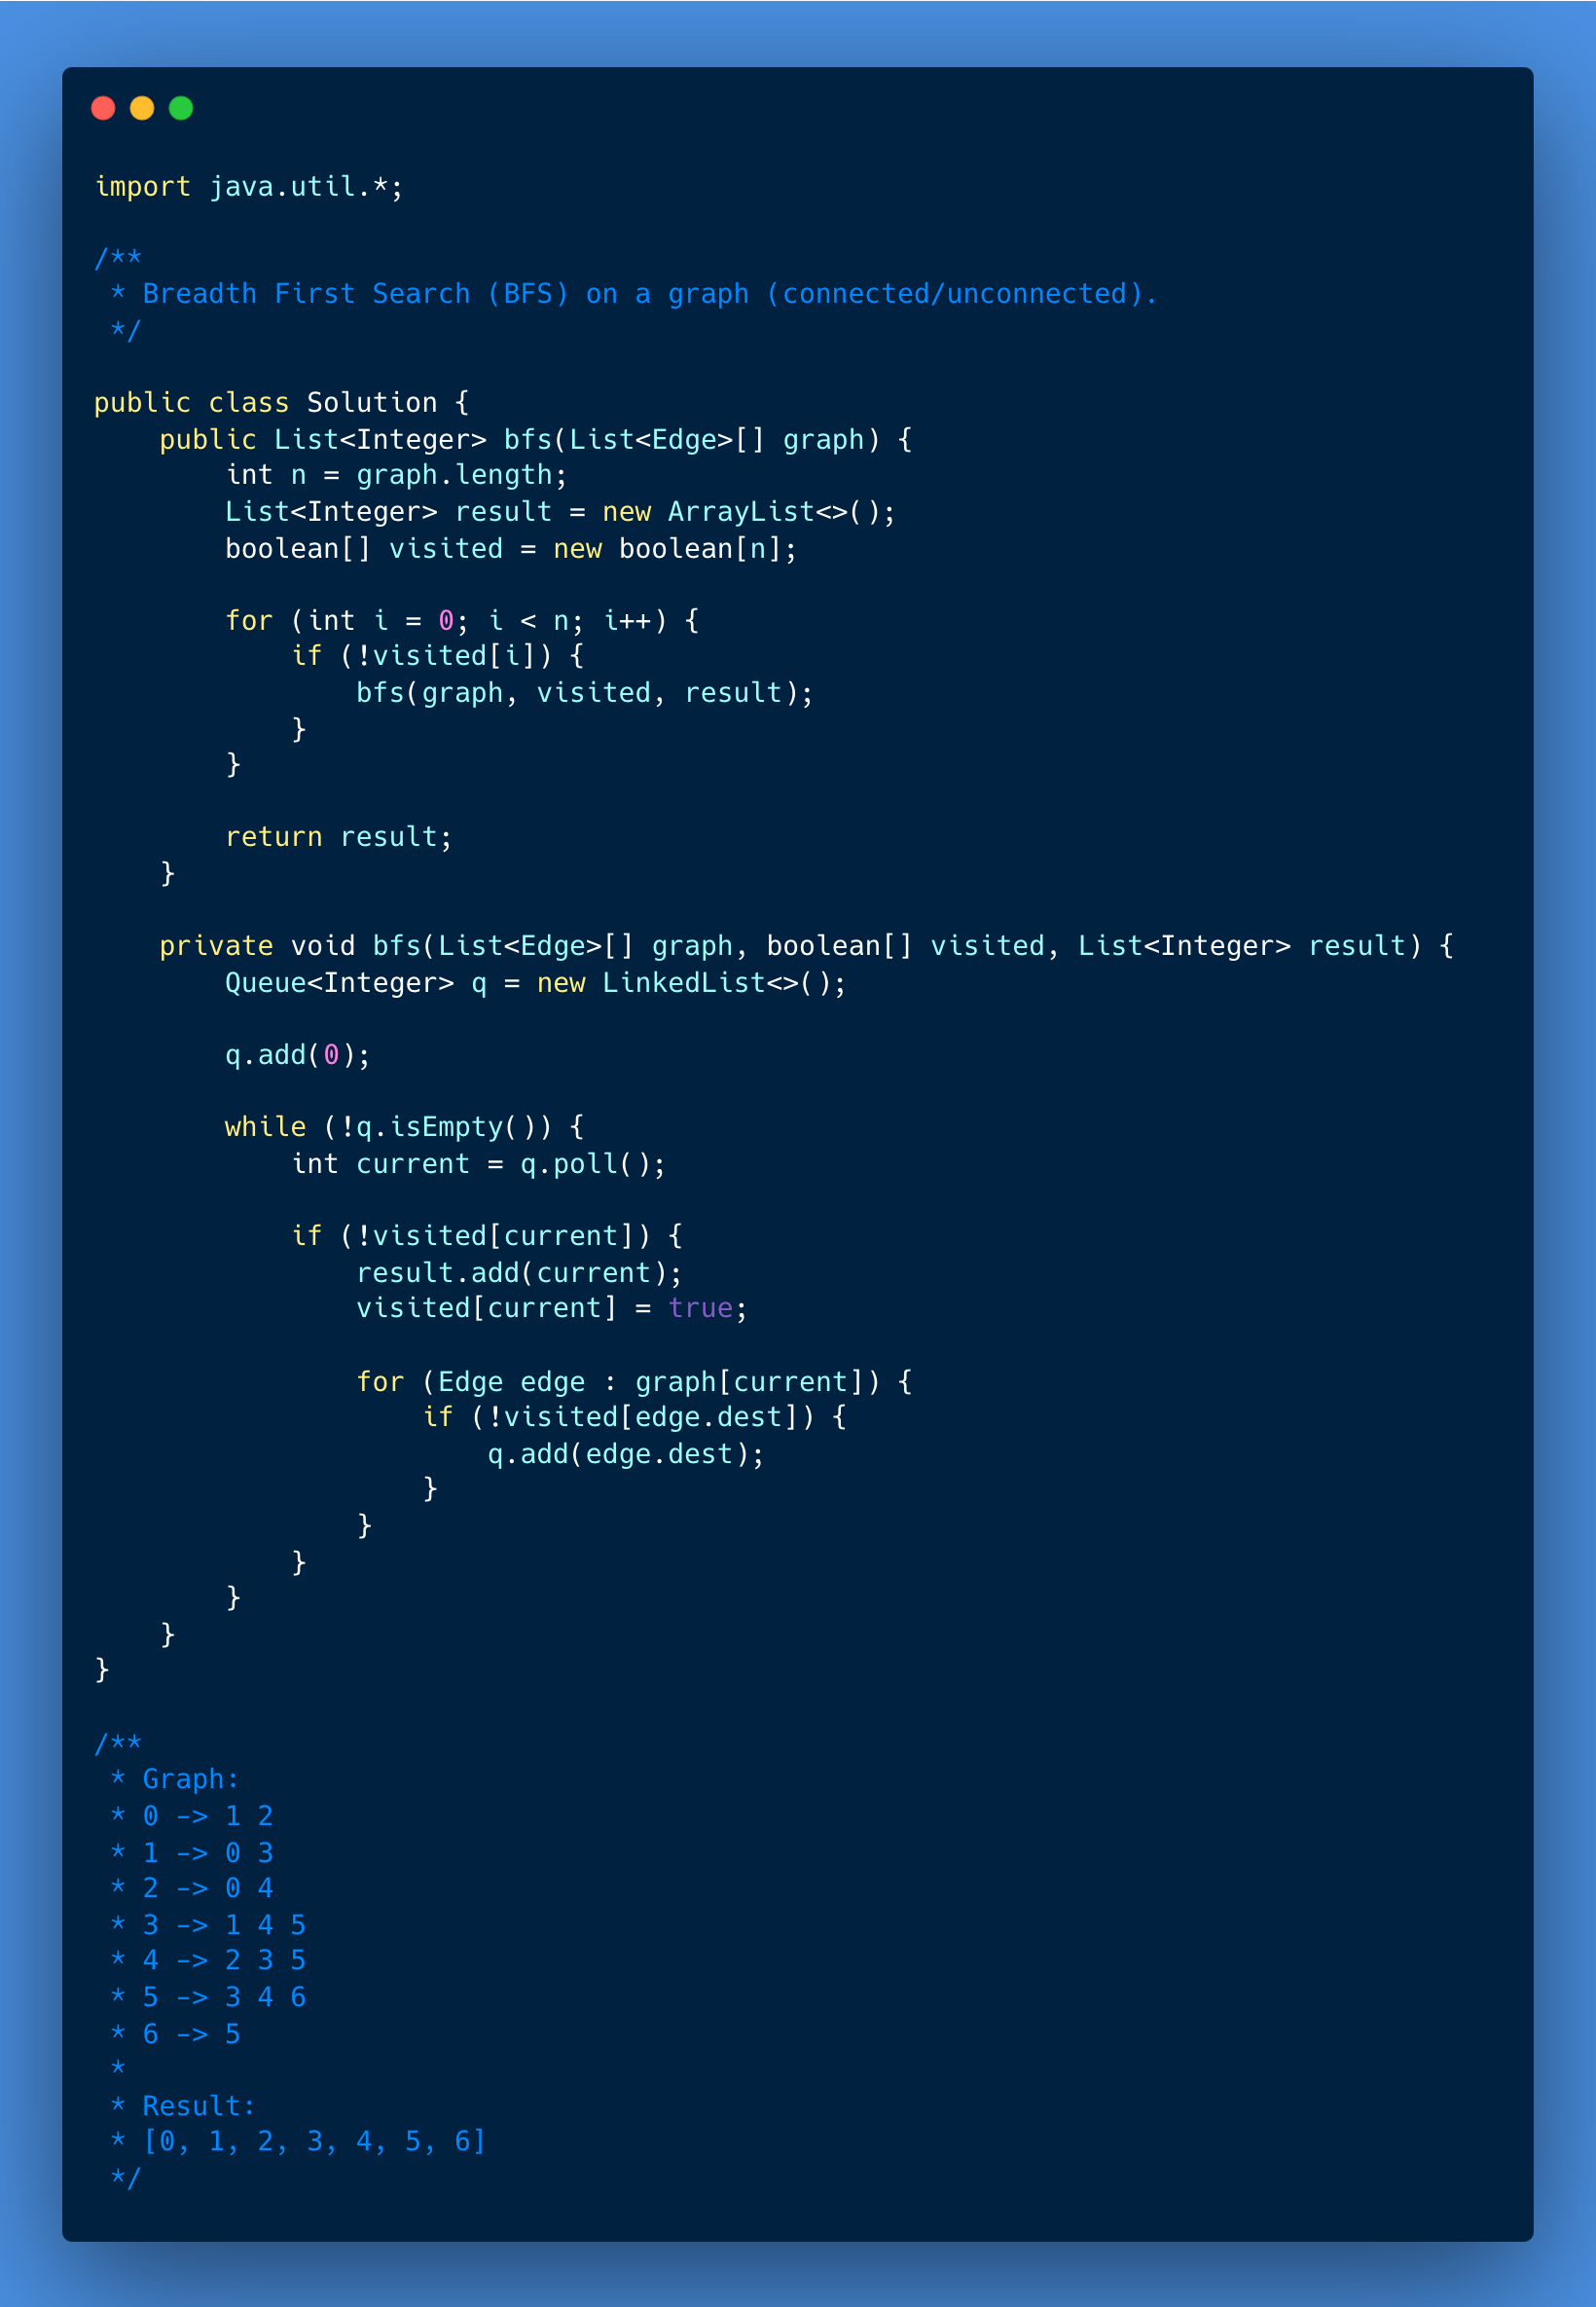 import java.util.*;

/**
 * Breadth First Search (BFS) on a graph (connected/unconnected).
 */

public class Solution {
    public List<Integer> bfs(List<Edge>[] graph) {
        int n = graph.length;
        List<Integer> result = new ArrayList<>();
        boolean[] visited = new boolean[n];

        for (int i = 0; i < n; i++) {
            if (!visited[i]) {
                bfs(graph, visited, result);
            }
        }

        return result;
    }

    private void bfs(List<Edge>[] graph, boolean[] visited, List<Integer> result) {
        Queue<Integer> q = new LinkedList<>();

        q.add(0);

        while (!q.isEmpty()) {
            int current = q.poll();

            if (!visited[current]) {
                result.add(current);
                visited[current] = true;

                for (Edge edge : graph[current]) {
                    if (!visited[edge.dest]) {
                        q.add(edge.dest);
                    }
                }
            }
        }
    }
}

/**
 * Graph:
 * 0 -> 1 2
 * 1 -> 0 3
 * 2 -> 0 4
 * 3 -> 1 4 5
 * 4 -> 2 3 5
 * 5 -> 3 4 6
 * 6 -> 5
 *
 * Result:
 * [0, 1, 2, 3, 4, 5, 6]
 */